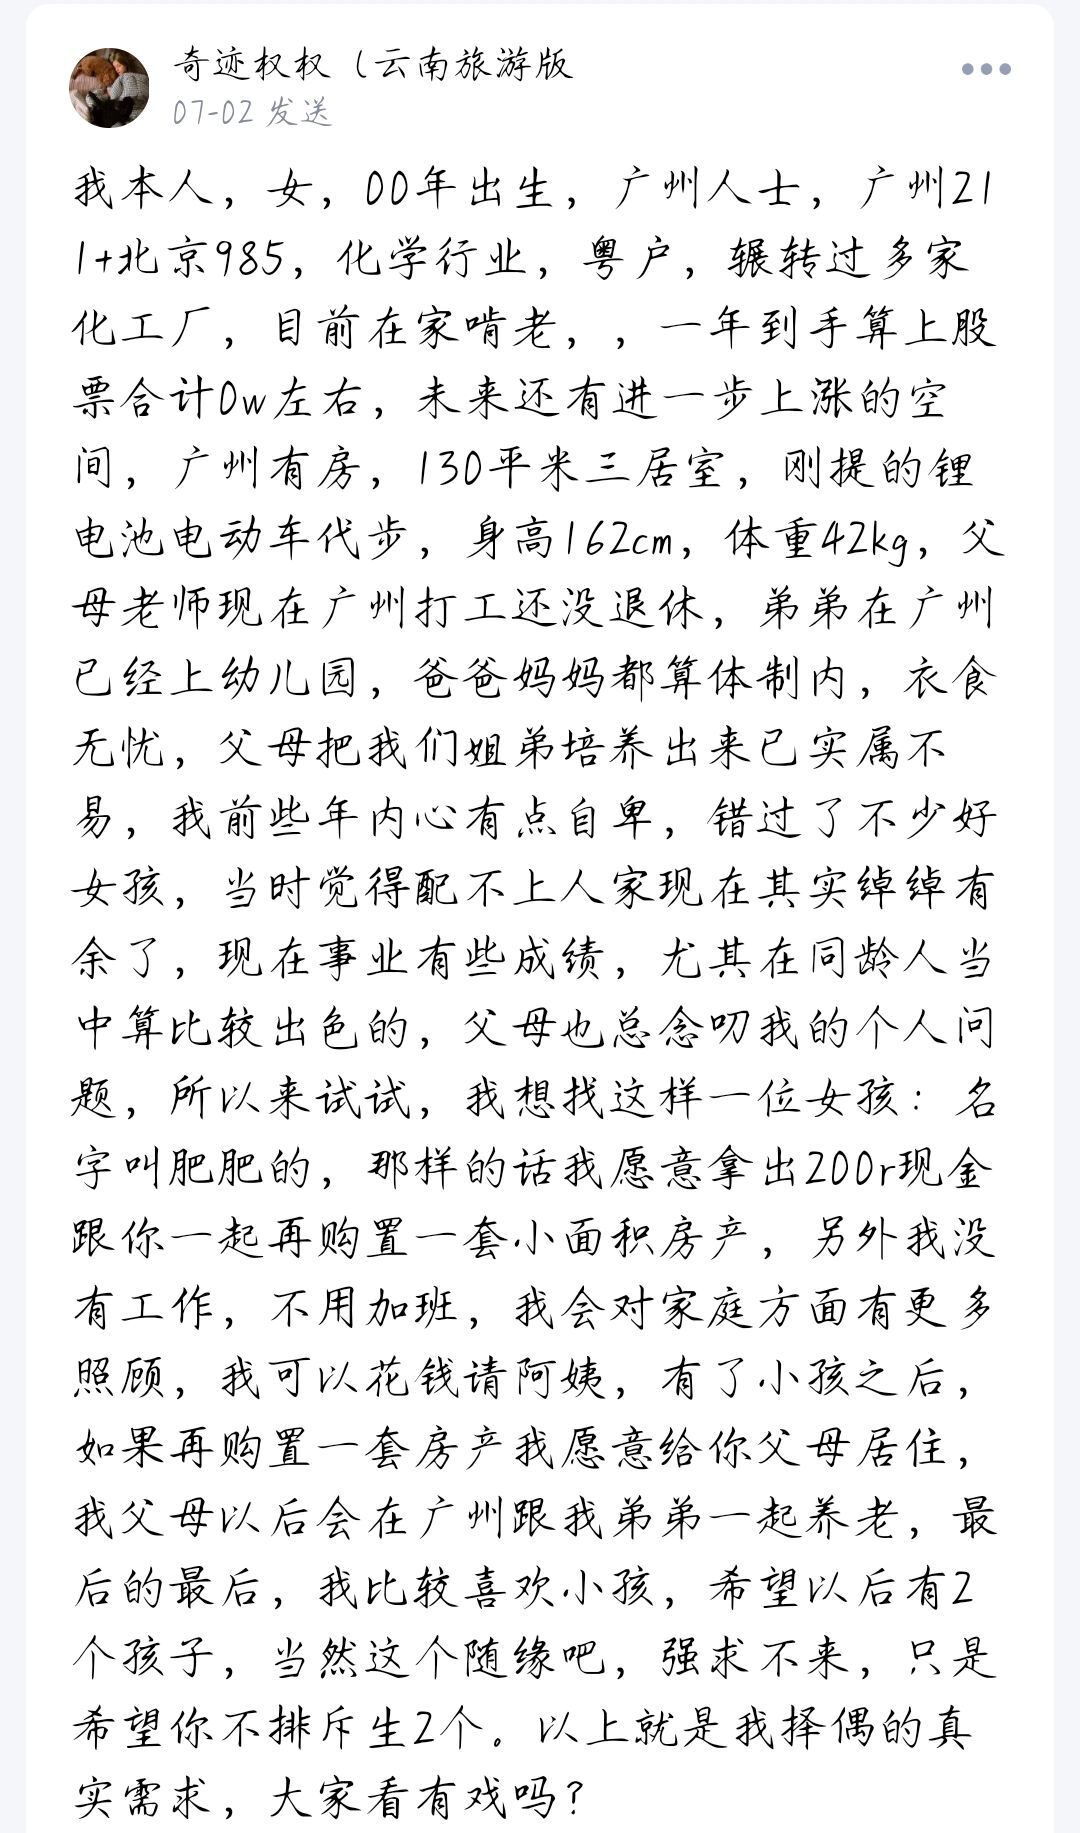 奇迹权权（云南旅游版
07-02 发送
我本人，女，00年出生，广州人士，广州21
1+北京985，化学行业，粤户，辗转过多家
化工厂，目前在家啃老，，一年到手算上股
票合计0w左右，未来还有进一步上涨的空
间，广州有房，130平米三居室，刚提的锂
电池电动车代步，身高162cm，体重42kg，父
母老师现在广州打工还没退休，弟弟在广州
已经上幼儿园，爸爸妈妈都算体制内，衣食
无忧，父母把我们姐弟培养出来已实属不
易，我前些年内心有点自卑，错过了不少好
女孩，当时觉得配不上人家现在其实绰绰有
余了，现在事业有些成绩，尤其在同龄人当
中算比较出色的，父母也总念叨我的个人问
题，所以来试试，我想找这样一位女孩：名
字叫肥肥的，那样的话我愿意拿出200r现金
跟你一起再购置一套小面积房产，另外我没
有工作，不用加班，我会对家庭方面有更多
照顾，我可以花钱请阿姨，有了小孩之后，
如果再购置一套房产我愿意给你父母居住，
我父母以后会在广州跟我弟弟一起养老，最
后的最后，我比较喜欢小孩，希望以后有2
个孩子，当然这个随缘吧，强求不来，只是
希望你不排斥生2个。以上就是我择偶的真
实需求，大家看有戏吗？